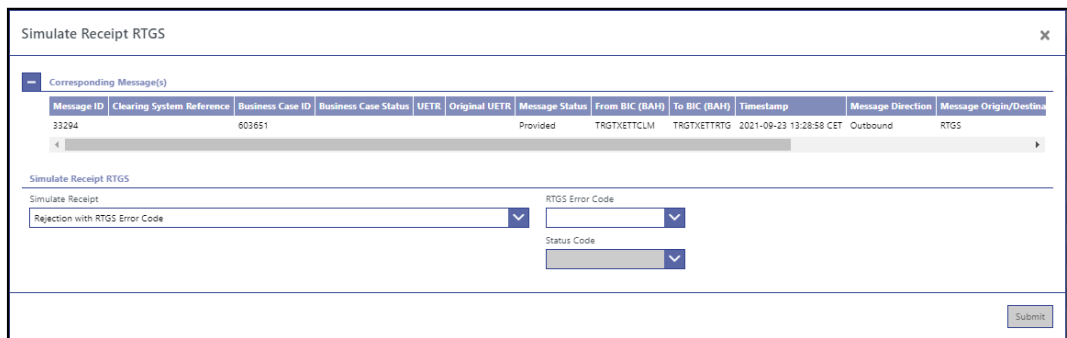 Simulate Receipt RTGS
Corresponding Message(s)
Message ID Clearing System Reference Business Case ID Business Case Status UETR Original UETR Message Status From BIC (BAH) To BIC (BAH) Timestamp Message Direction Message Origin/Destina
33294 603651 Provided TRGTXETTCLM TRGTXETTRTG 2021-09-23 13:28:58 CET Outbound RTGS
Simulate Receipt RTGS
Simulate Receipt RTGS Error Code
Rejection with RTGS Error Code
Status Code
Submit